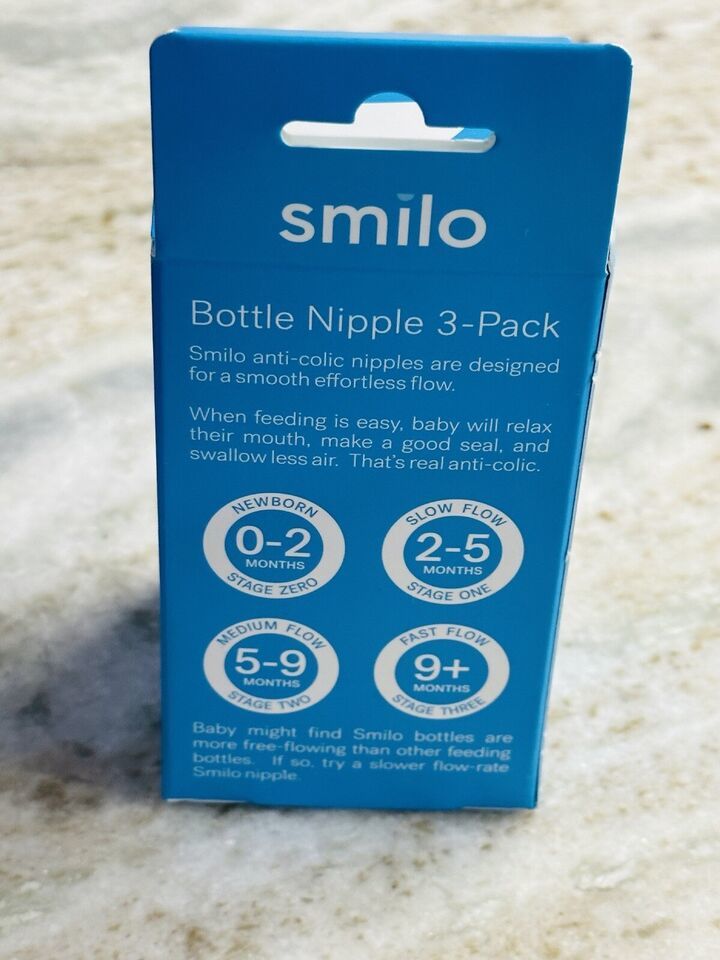 smilo
Bottle Nipple 3-Pack
Smilo anti-colic nipples are designed
for a smooth effortless flow.
When feeding is easy, baby will relax
their mouth, make a good seal, and
swallow less air. That's real anti-colic.
NEWBORN
0-2
MONTHS
STAGE ZERO
SLOW FLOW
2-5
MONTHS
STAGE ONE
MEDIUM FLOW
5-9
MONTHS
STAGE TWO
FAST FLOW
9+
MONTHS
STAGE THREE
Baby might find Smilo bottles are
more free-flowing than other feeding
bottles. If so, try a slower flow-rate
Smilo nipple.